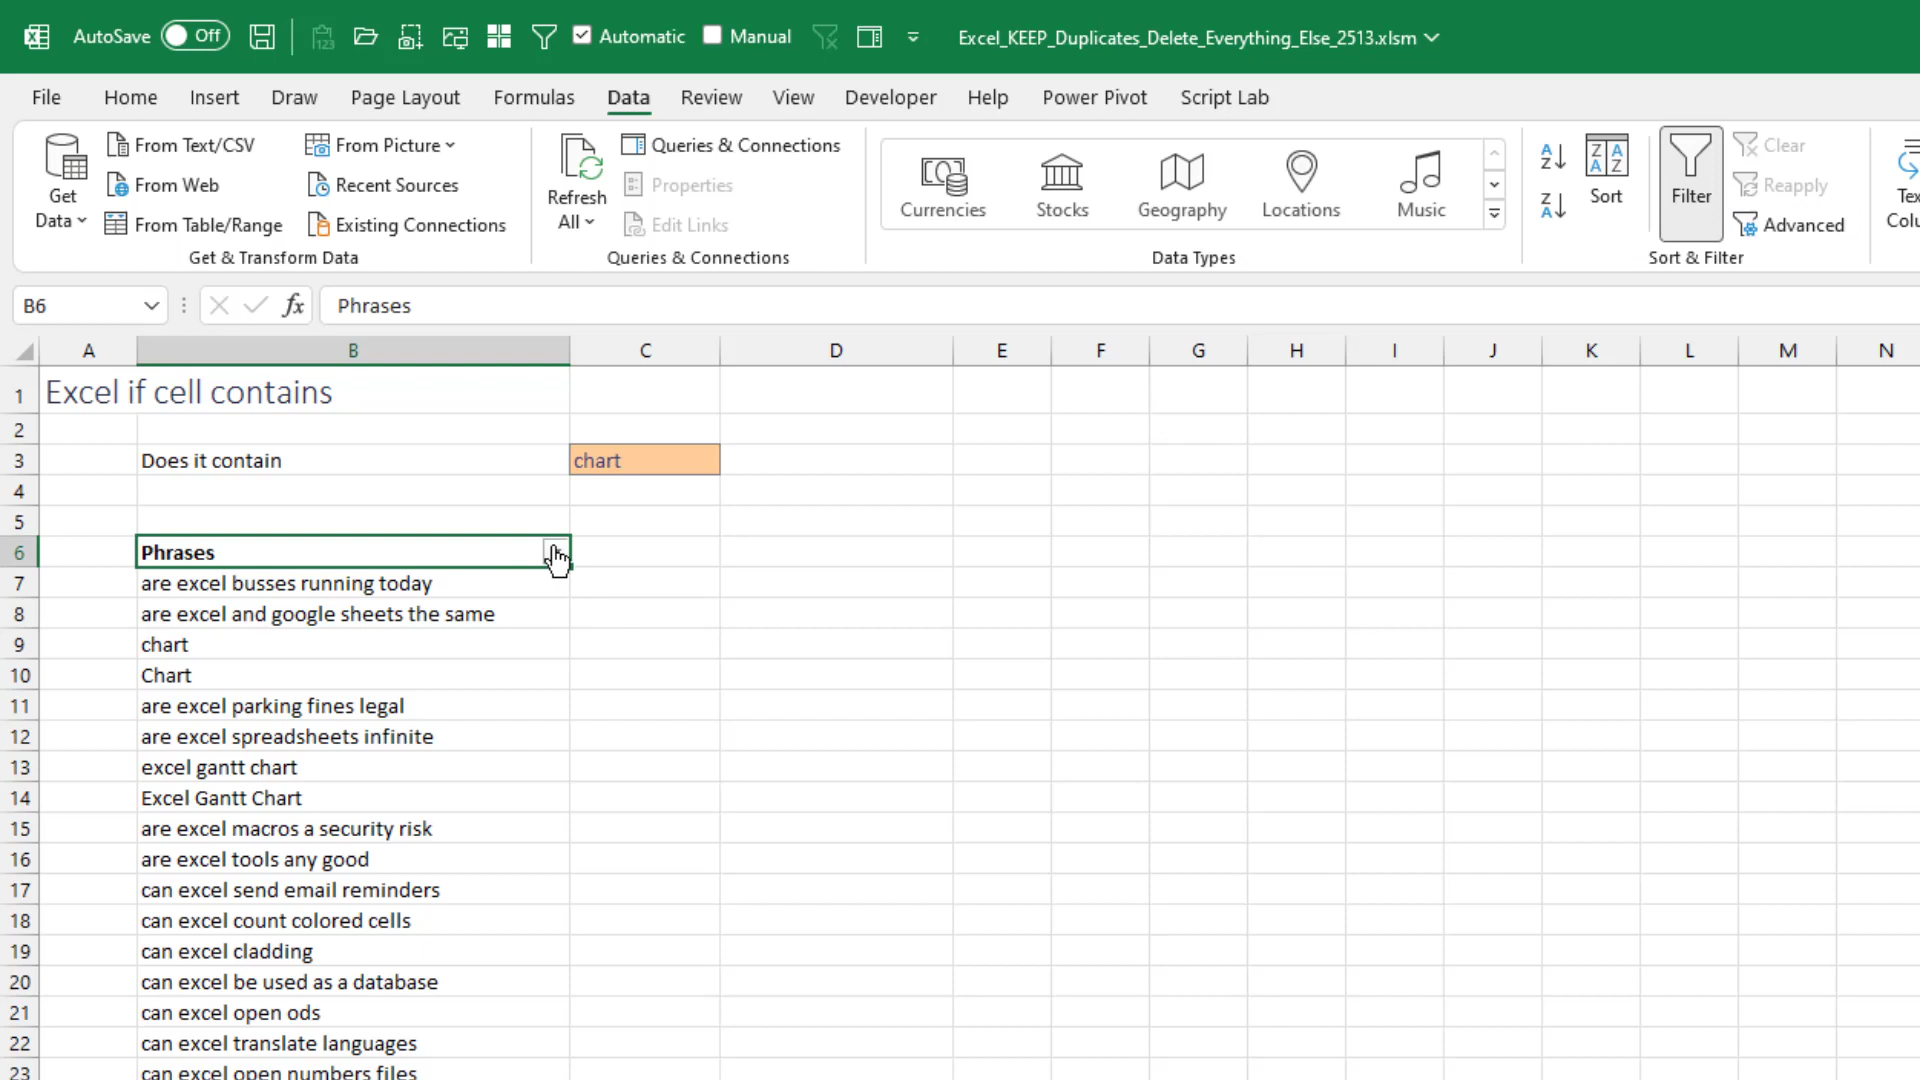 AutoSave Off Automatic Manual Excel_KEEP_Duplicates_Delete_Everything_Else_2513.xlsm
File Home Insert Draw Page Layout Formulas Data Review View Developer Help Power Pivot Script Lab
Get Data
From Text/CSV
From Web
From Table/Range
From Picture
Recent Sources
Existing Connections
Get & Transform Data
Refresh All
Queries & Connections
Properties
Edit Links
Queries & Connections
Currencies Stocks Geography Locations Music
Data Types
Sort
Filter
Clear
Reapply
Advanced
Sort & Filter
B6 fx Phrases
A B C D E F G H I J K L M N
1 Excel if cell contains
2
3 Does it contain chart
4
5
6 Phrases
7 are excel busses running today
8 are excel and google sheets the same
9 chart
10 Chart
11 are excel parking fines legal
12 are excel spreadsheets infinite
13 excel gantt chart
14 Excel Gantt Chart
15 are excel macros a security risk
16 are excel tools any good
17 can excel send email reminders
18 can excel count colored cells
19 can excel cladding
20 can excel be used as a database
21 can excel open ods
22 can excel translate languages
23 can excel open numbers files